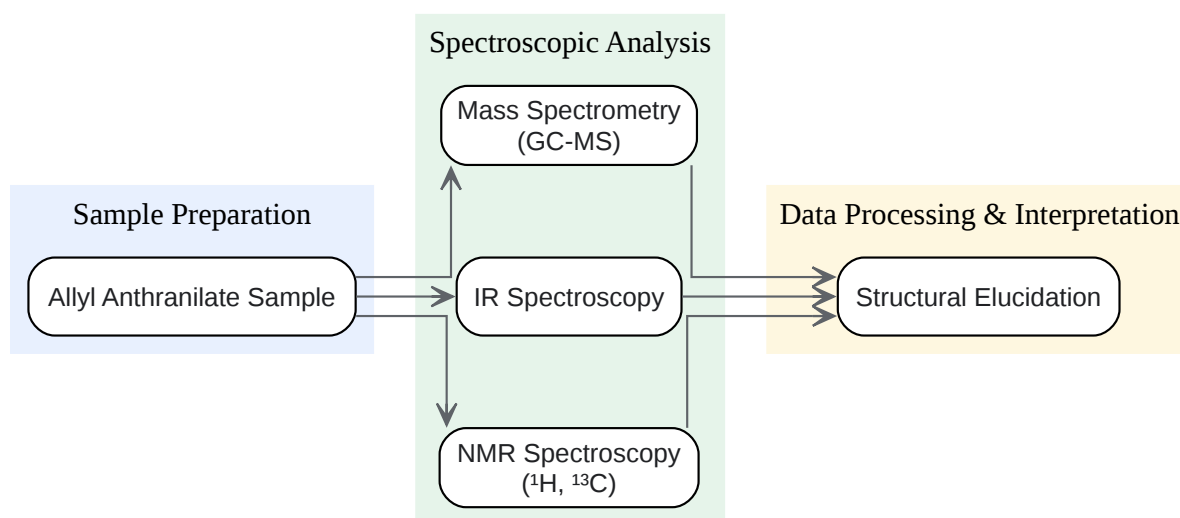 Spectroscopic Analysis
Mass Spectrometry
(GC-MS)
Sample Preparation
Data Processing & Interpretation
Allyl Anthranilate Sample
IR Spectroscopy
Structural Elucidation
NMR Spectroscopy
(¹H, ¹³C)